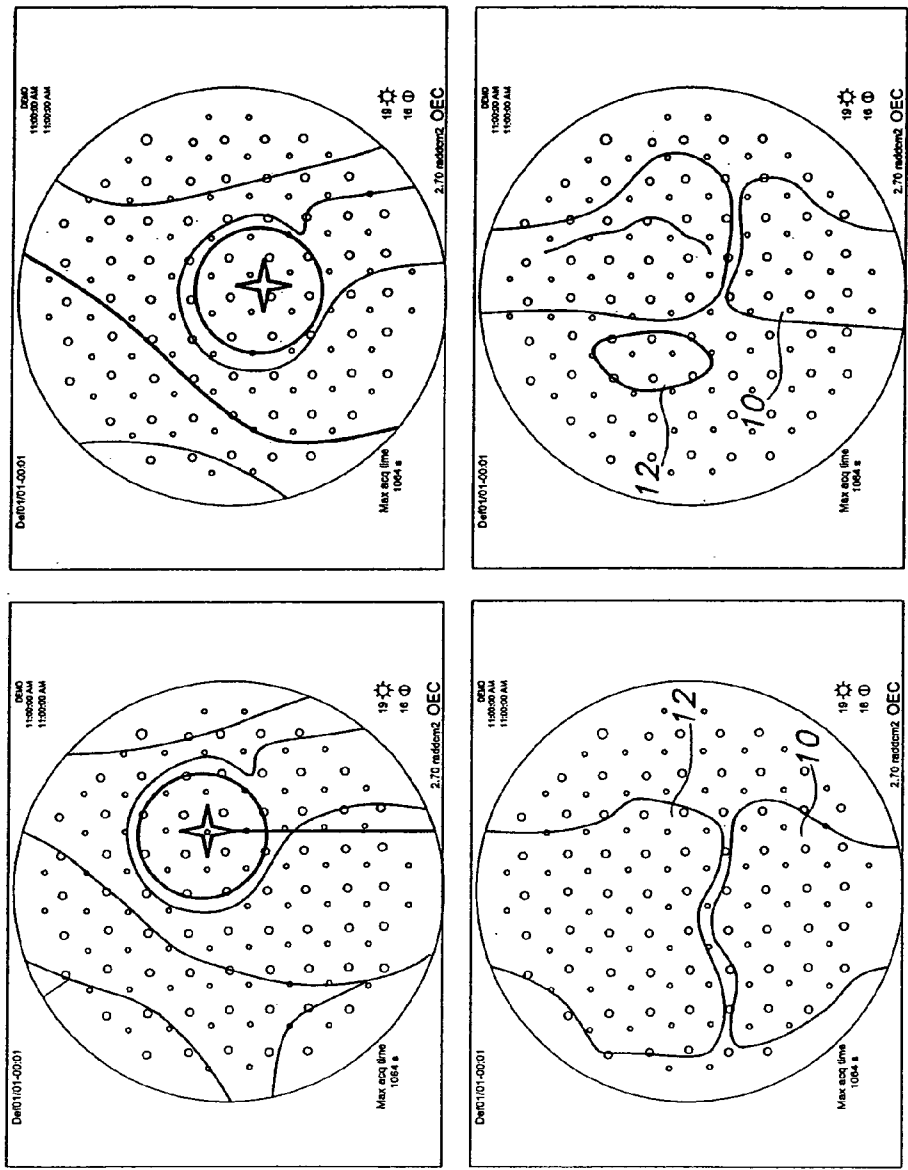 Def01/01-00:01
DEMO
11:00:00 AM
11:00:00 AM
Max acq time
1064 s
19
16
2.70 raddcm2 OEC
Def01/01-00:01
DEMO
11:00:00 AM
11:00:00 AM
Max acq time
1064 s
19
16
2.70 raddcm2 OEC
Def01/01-00:01
DEMO
11:00:00 AM
11:00:00 AM
12
10
Max acq time
1064 s
19
16
2.70 raddcm2 OEC
Def01/01-00:01
DEMO
11:00:00 AM
11:00:00 AM
12
10
Max acq time
1064 s
19
16
2.70 raddcm2 OEC